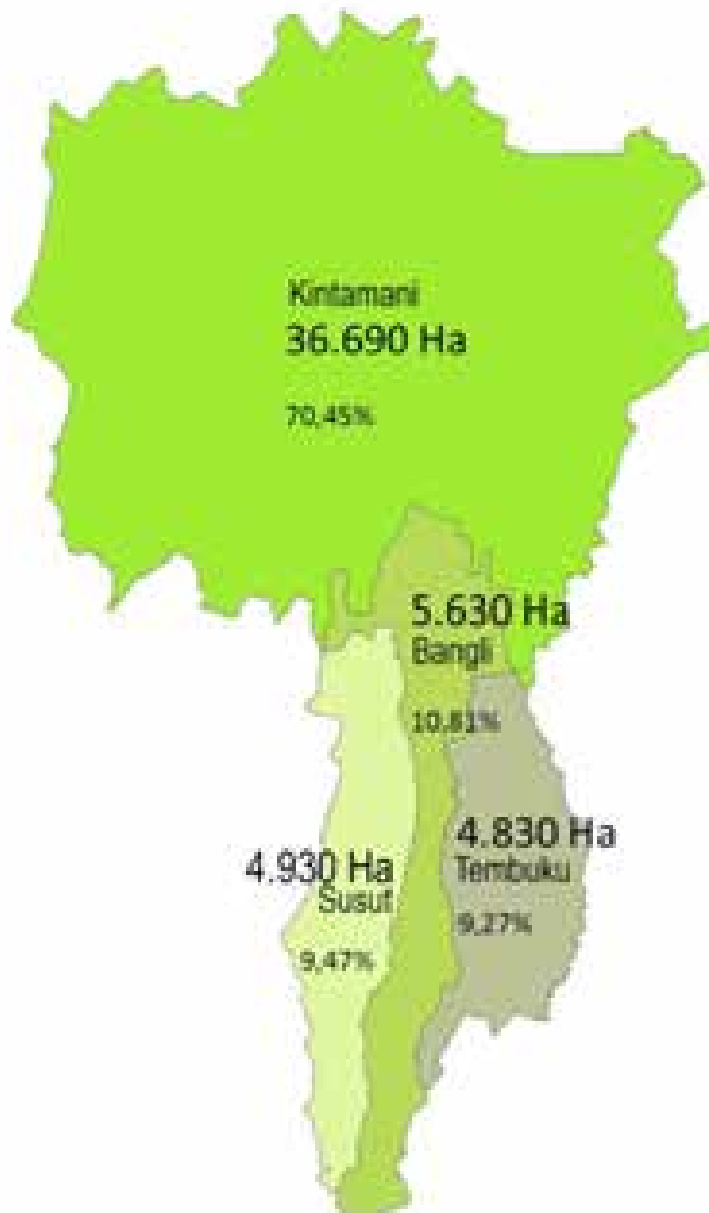 Kintamani
36.690 Ha
70,45%
5.630 Ha
Bangli
10,81%
4.830 Ha
Tembuku
9,27%
4.930 Ha
Susut
9,47%